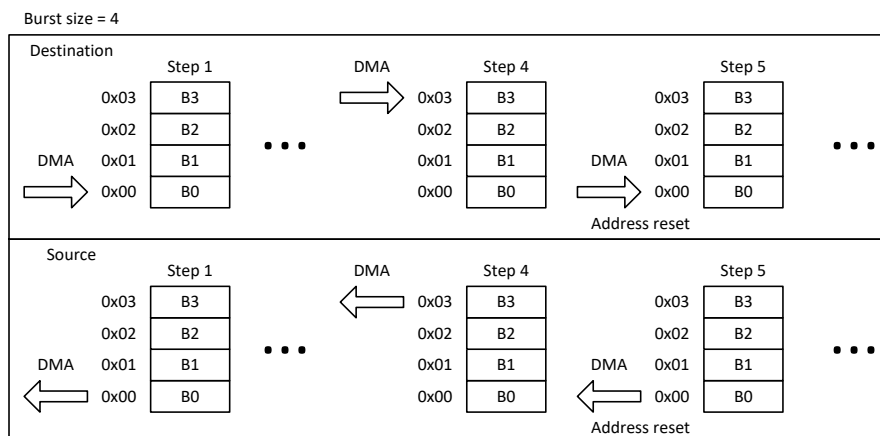 Burst size = 4
Destination
Step 1 DMA Step 4 Step 5
0x03 B3 0x03 B3 0x03 B3
0x02 B2 0x02 B2 0x02 B2
DMA 0x01 B1 ... 0x01 B1 DMA 0x01 B1 ...
0x00 B0 0x00 B0 0x00 B0
Address reset
Source
Step 1 DMA Step 4 Step 5
0x03 B3 0x03 B3 0x03 B3
0x02 B2 0x02 B2 0x02 B2
DMA 0x01 B1 ... 0x01 B1 DMA 0x01 B1 ...
0x00 B0 0x00 B0 0x00 B0
Address reset